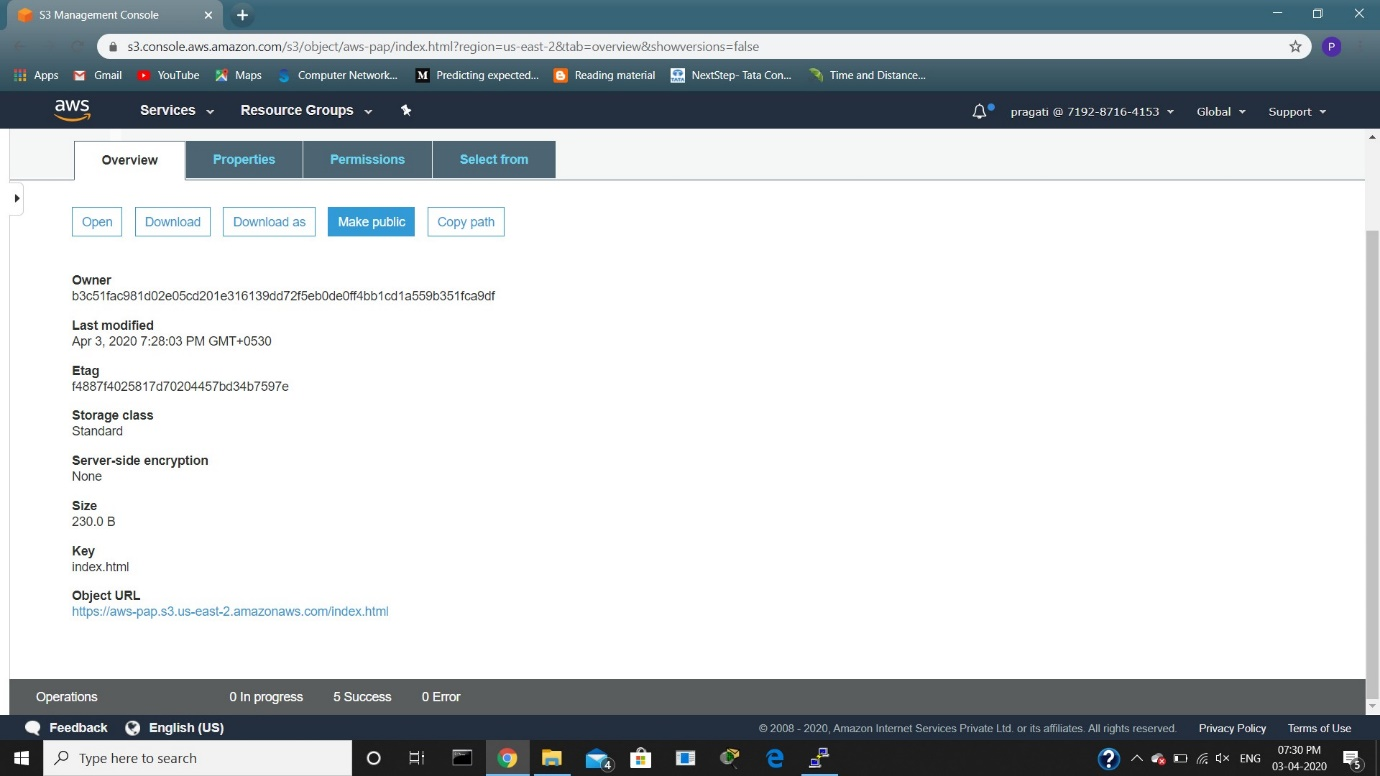 S3 Management Console
s3.console.aws.amazon.com/s3/object/aws-pap/index.html?region=us-east-2&tab=overview&showversions=false
P
Apps Gmail YouTube Maps Computer Network... Predicting expected... Reading material NextStep- Tata Con... Time and Distance...
aws Services Resource Groups pragati @ 7192-8716-4153 Global Support
Overview Properties Permissions Select from
Open Download Download as Make public Copy path
Owner
b3c51fac981d02e05cd201e316139dd72f5eb0de0ff4bb1cd1a559b351fca9df
Last modified
Apr 3, 2020 7:28:03 PM GMT+0530
Etag
f4887f4025817d70204457bd34b7597e
Storage class
Standard
Server-side encryption
None
Size
230.0 B
Key
index.html
Object URL
https://aws-pap.s3.us-east-2.amazonaws.com/index.html
Operations 0 In progress 5 Success 0 Error
Feedback English (US) © 2008 - 2020, Amazon Internet Services Private Ltd. or its affiliates. All rights reserved. Privacy Policy Terms of Use
Type here to search 4 ENG 07:30 PM 5
03-04-2020